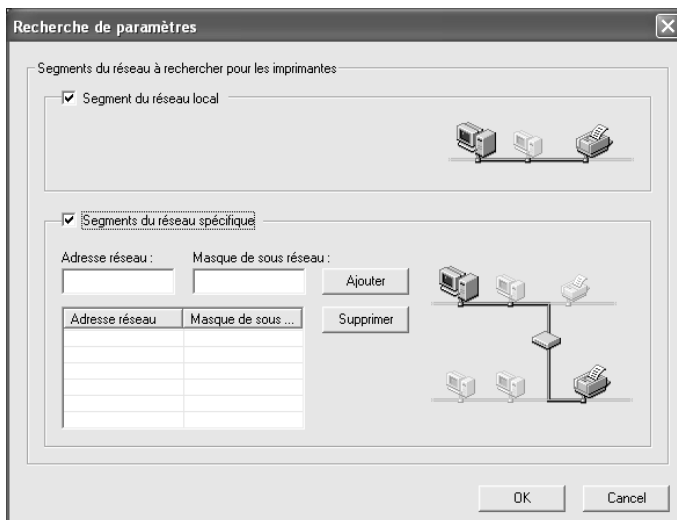 Recherche de paramètres
Segments du réseau à rechercher pour les imprimantes
Segment du réseau local
Segments du réseau spécifique
Adresse réseau :
Masque de sous réseau :
Ajouter
Adresse réseau
Masque de sous ...
Supprimer
OK
Cancel